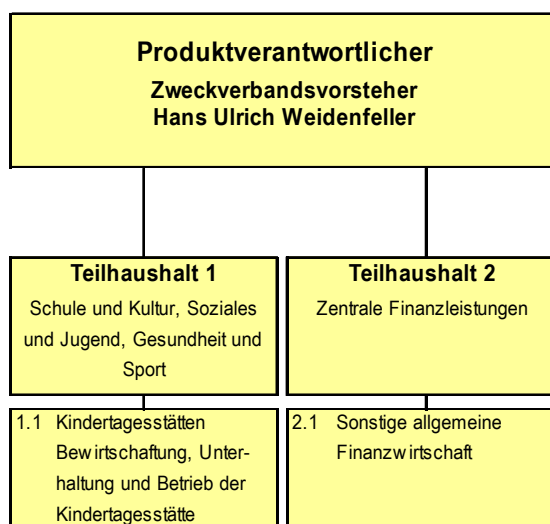 Produktverantwortlicher
Zweckverbandsvorsteher
Hans Ulrich Weidenfeller
Teilhaushalt 1
Schule und Kultur, Soziales
und Jugend, Gesundheit und
Sport
Teilhaushalt 2
Zentrale Finanzleistungen
1.1 Kindertagesstätten
Bewirtschaftung, Unter-
haltung und Betrieb der
Kindertagesstätte
2.1 Sonstige allgemeine
Finanzwirtschaft